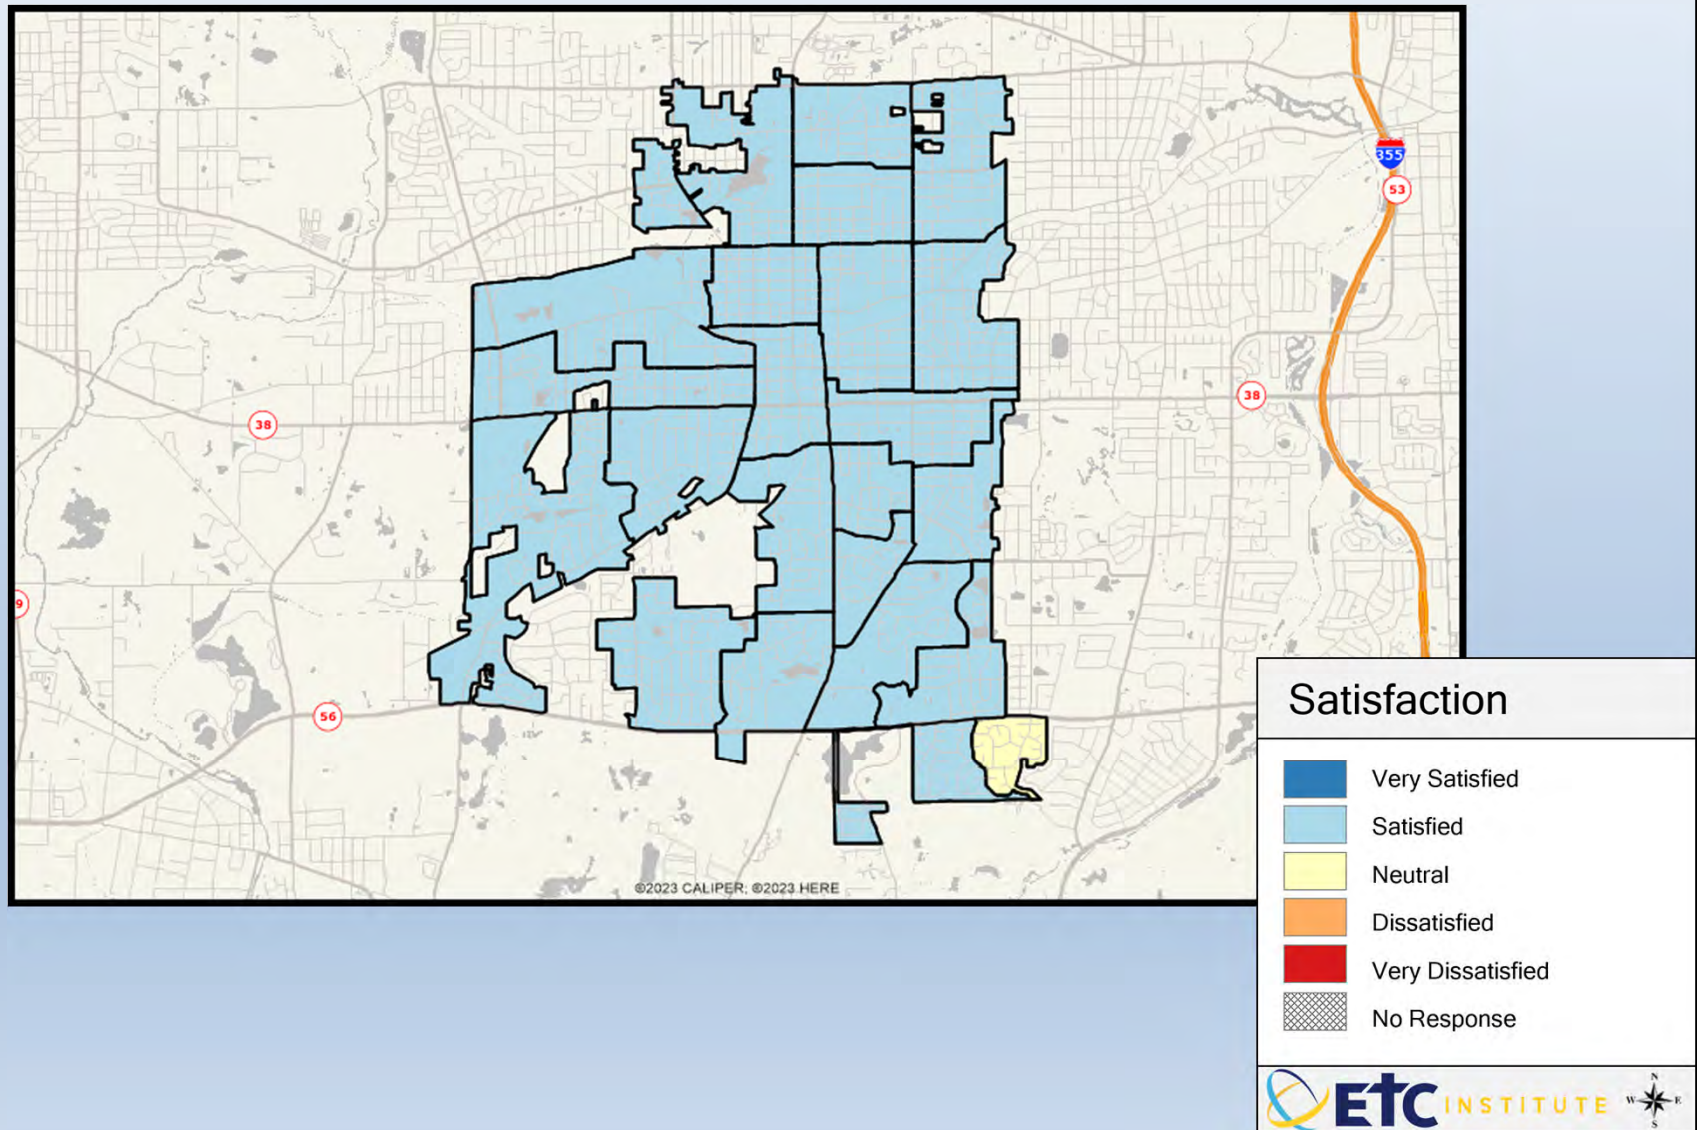 355
53
38
38
9
56
©2023 CALIPER; ©2023 HERE
Satisfaction
Very Satisfied
Satisfied
Neutral
Dissatisfied
Very Dissatisfied
No Response
ETC INSTITUTE
N
W E
S